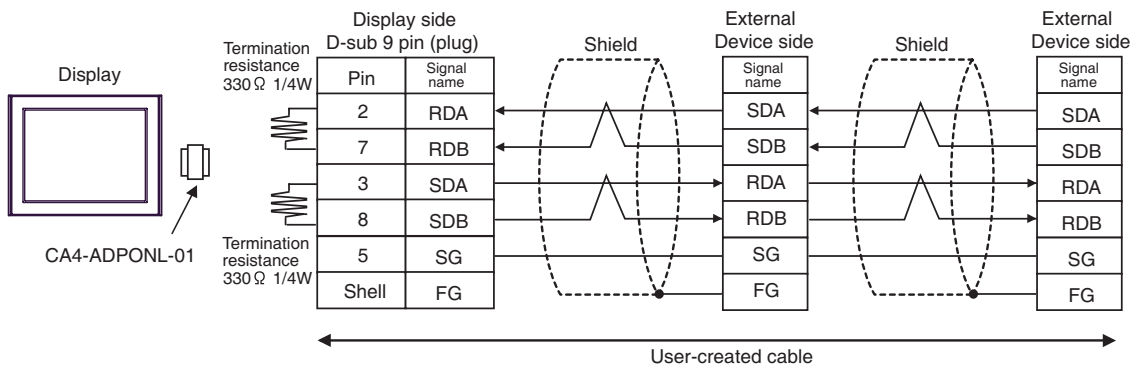 Display
CA4-ADPONL-01
Termination
resistance
330Ω 1/4W
Termination
resistance
330Ω 1/4W
Display side
D-sub 9 pin (plug)
Pin Signal name
2 RDA
7 RDB
3 SDA
8 SDB
5 SG
Shell FG
Shield
External
Device side
Signal
name
SDA
SDB
RDA
RDB
SG
FG
Shield
External
Device side
Signal
name
SDA
SDB
RDA
RDB
SG
FG
User-created cable